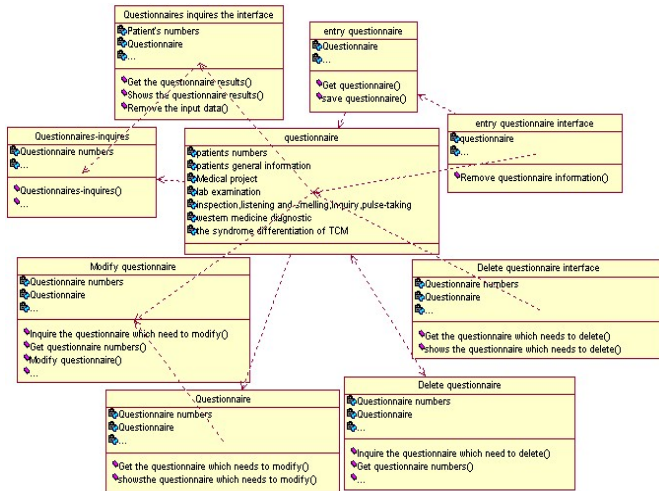 Questionnaires inquires the interface
Patient's numbers
Questionnaire
...
Get the questionnaire results()
Shows the questionnaire results()
Remove the input data()
entry questionnaire
Questionnaire
...
Get questionnaire()
save questionnaire()
Questionnaires-inquires
Questionnaire numbers
...
Questionnaires-inquires()
...
questionnaire
patients numbers
patients general information
Medical project
lab examination
inspection,listening and smelling,inquiry,pulse-taking
western medicine diagnostic
the syndrome differentiation of TCM
entry questionnaire interface
questionnaire
...
Remove questionnaire information()
Modify questionnaire
Questionnaire numbers
Questionnaire
...
Inquire the questionnaire which need to modify()
Get questionnaire numbers()
Modify questionnaire()
...
Delete questionnaire interface
Questionnaire numbers
Questionnaire
...
Get the questionnaire which needs to delete()
shows the questionnaire which needs to delete()
Questionnaire
Questionnaire numbers
Questionnaire
...
Get the questionnaire which needs to modify()
showsthe questionnaire which needs to modify()
Delete questionnaire
Questionnaire numbers
Questionnaire
...
Inquire the questionnaire which need to delete()
Get questionnaire numbers()
...